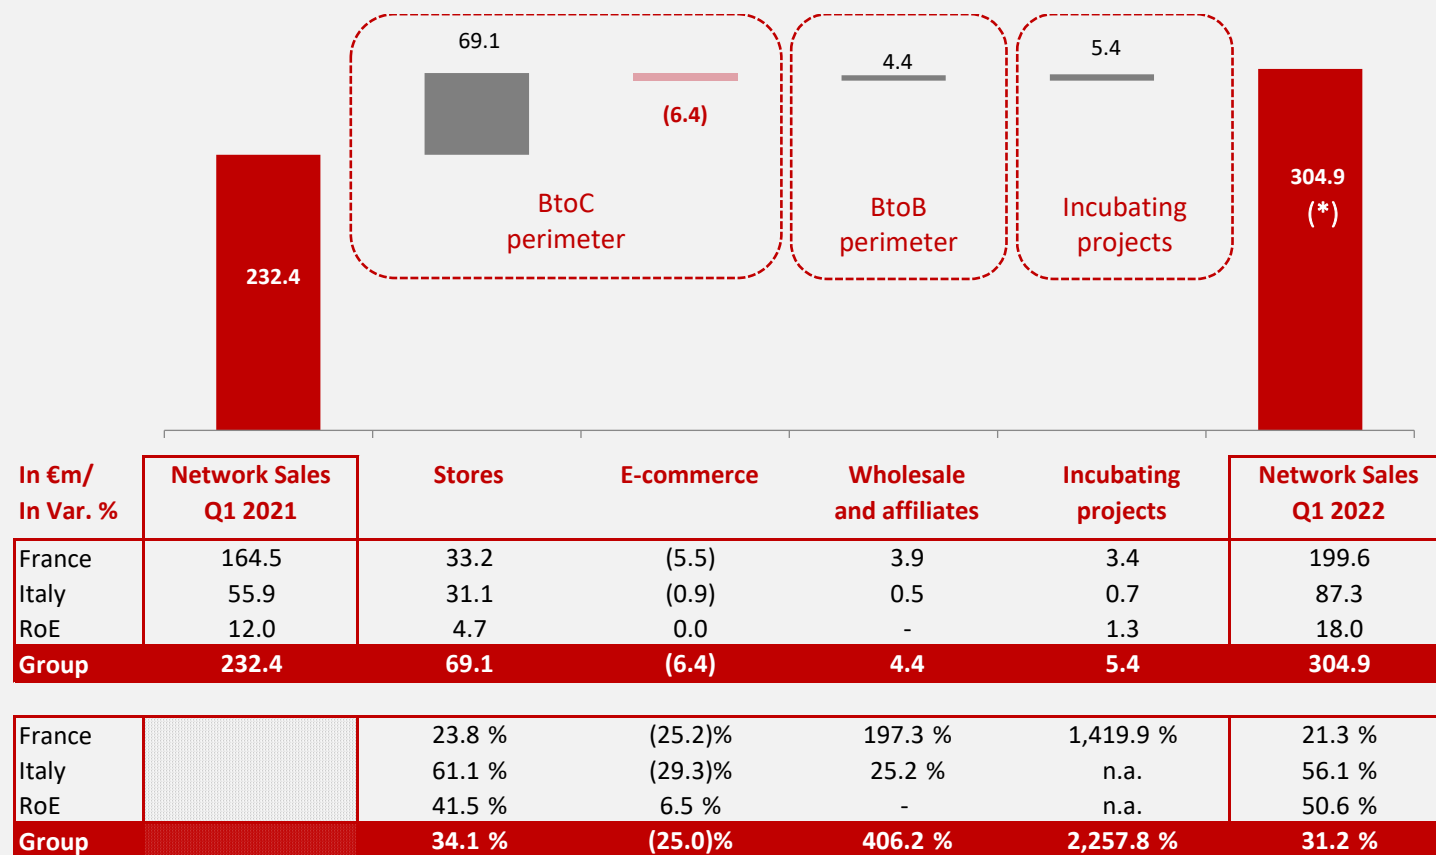 69.1
(6.4)
4.4
5.4
BtoC
perimeter
BtoB
perimeter
Incubating
projects
232.4
304.9
(*)
In €m/
In Var. %
Network Sales
Q1 2021
Stores
E-commerce
Wholesale
and affiliates
Incubating
projects
Network Sales
Q1 2022
France 164.5 33.2 (5.5) 3.9 3.4 199.6
Italy 55.9 31.1 (0.9) 0.5 0.7 87.3
RoE 12.0 4.7 0.0 - 1.3 18.0
Group 232.4 69.1 (6.4) 4.4 5.4 304.9
France 23.8 % (25.2)% 197.3 % 1,419.9 % 21.3 %
Italy 61.1 % (29.3)% 25.2 % n.a. 56.1 %
RoE 41.5 % 6.5 % - n.a. 50.6 %
Group 34.1 % (25.0)% 406.2 % 2,257.8 % 31.2 %